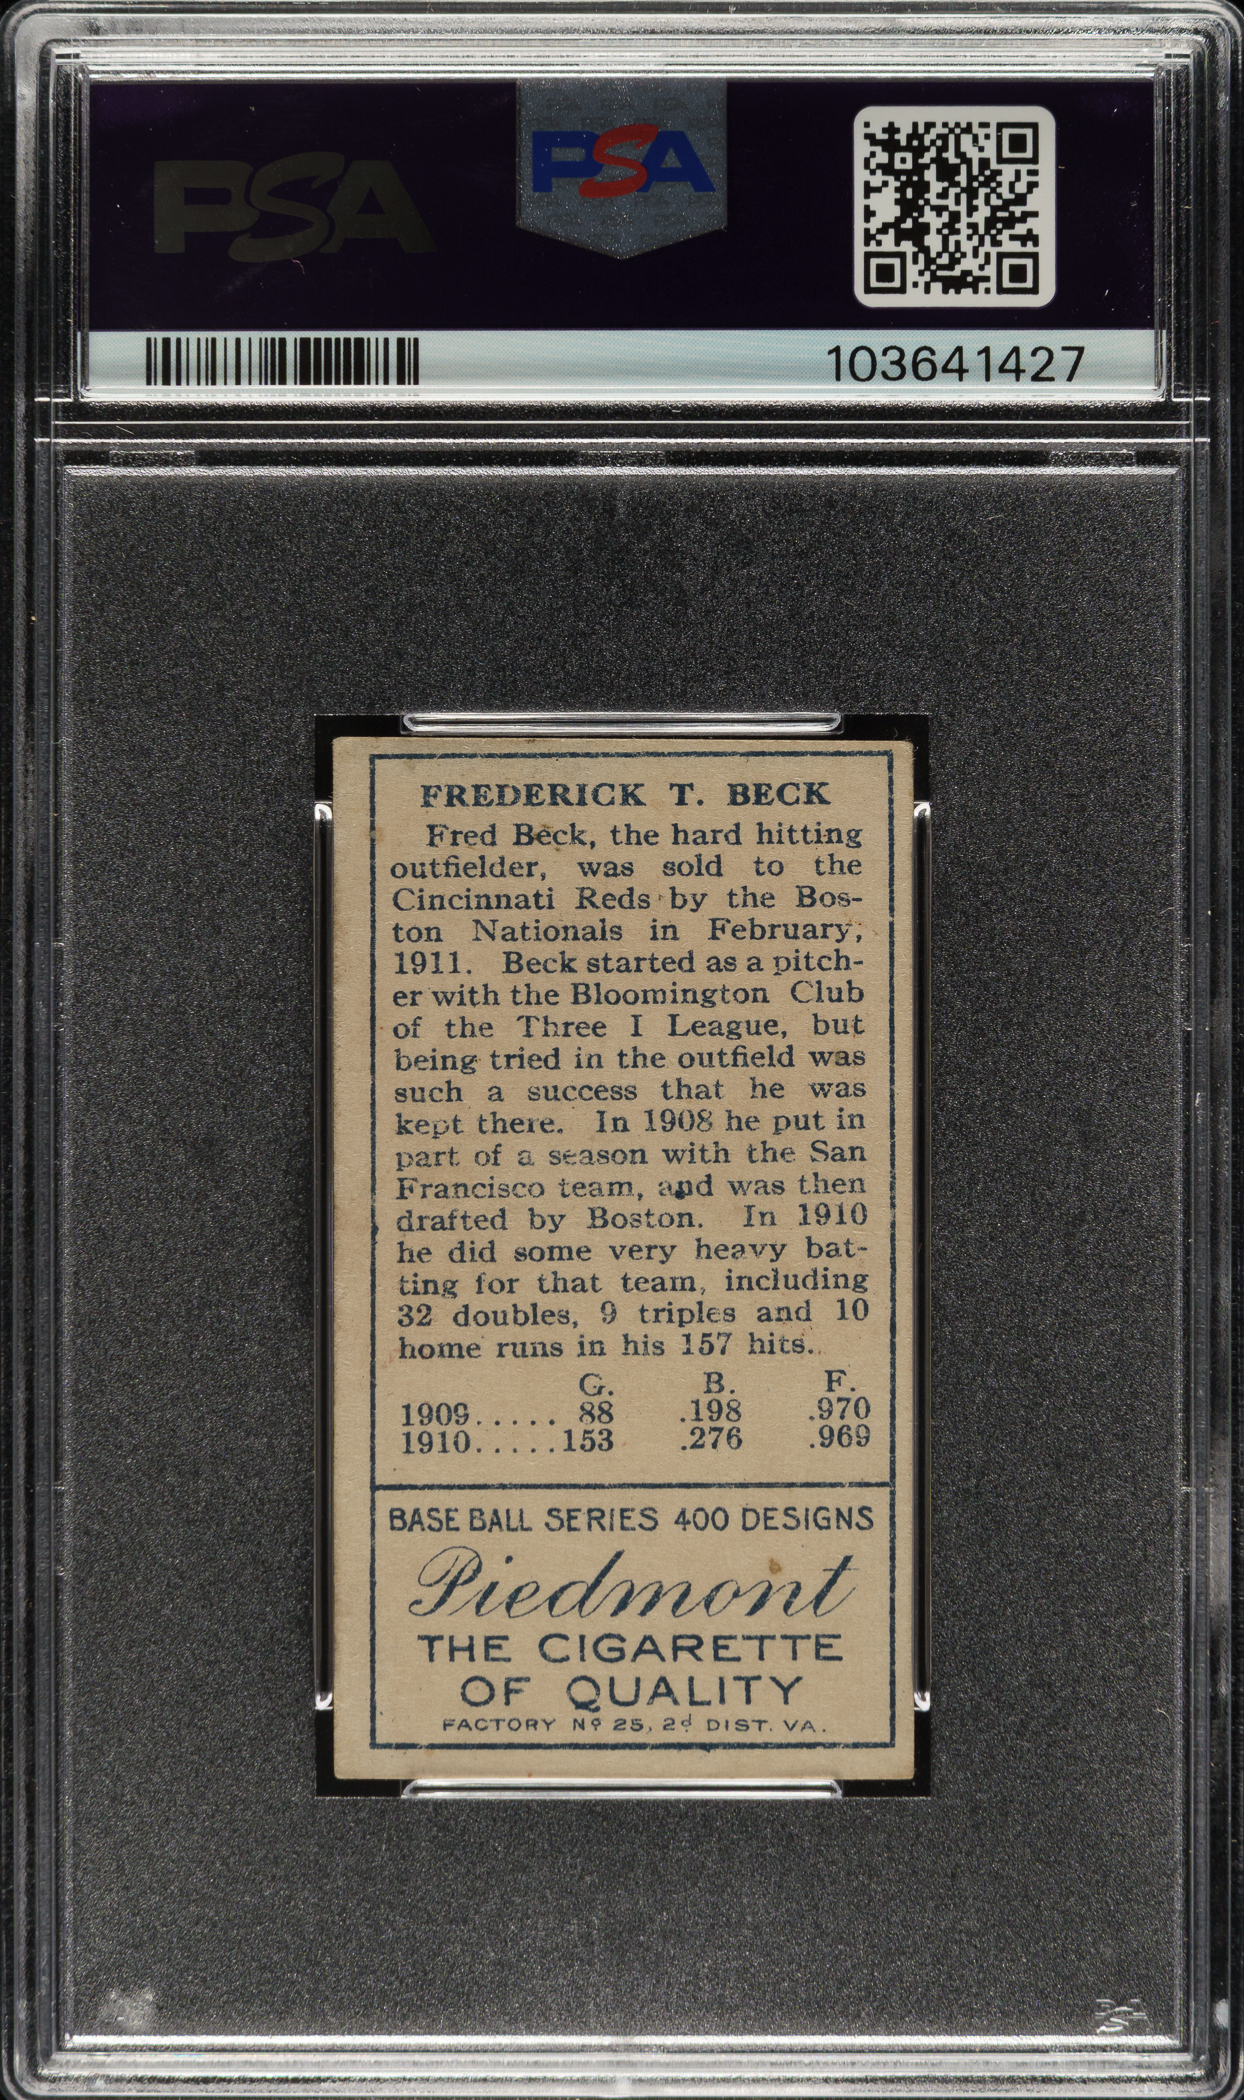 PSA
PSA
103641427
FREDERICK T. BECK
Fred Beck, the hard hitting
outfielder, was sold to the
Cincinnati Reds by the Bos-
ton Nationals in February,
1911. Beck started as a pitch-
er with the Bloomington Club
of the Three I League, but
being tried in the outfield was
such a success that he was
kept there. In 1908 he put in
part of a season with the San
Francisco team, and was then
drafted by Boston. In 1910
he did some very heavy bat-
ting for that team, including
32 doubles, 9 triples and 10
home runs in his 157 hits.
G. B. F.
1909..... 88 .198 .970
1910.....153 .276 .969
BASE BALL SERIES 400 DESIGNS
Piedmont
THE CIGARETTE
OF QUALITY
FACTORY Nº 25, 2d DIST. VA.